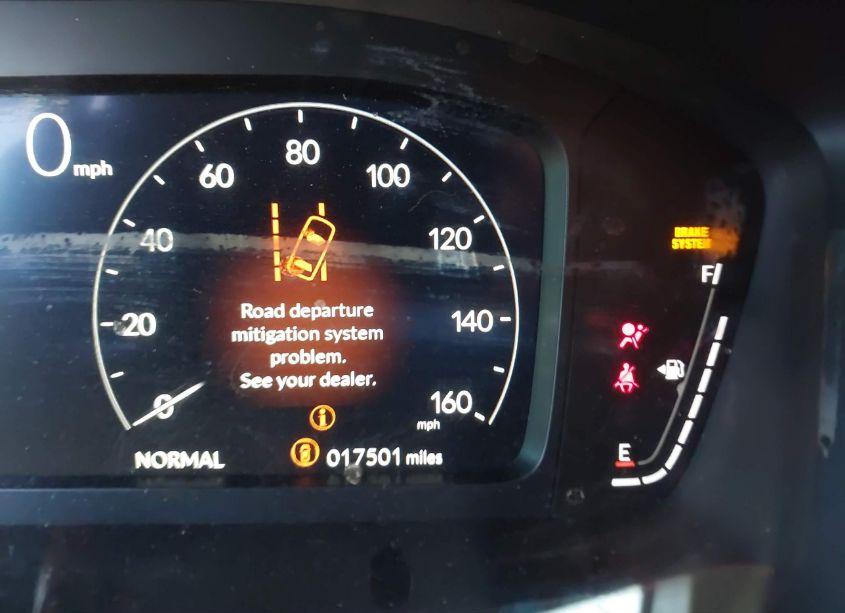 0 mph
80
60
100
40
120
BRAKE
SYSTEM
F
Road departure
mitigation system
problem.
See your dealer.
20
140
0
160
mph
i
E
NORMAL
017501 miles